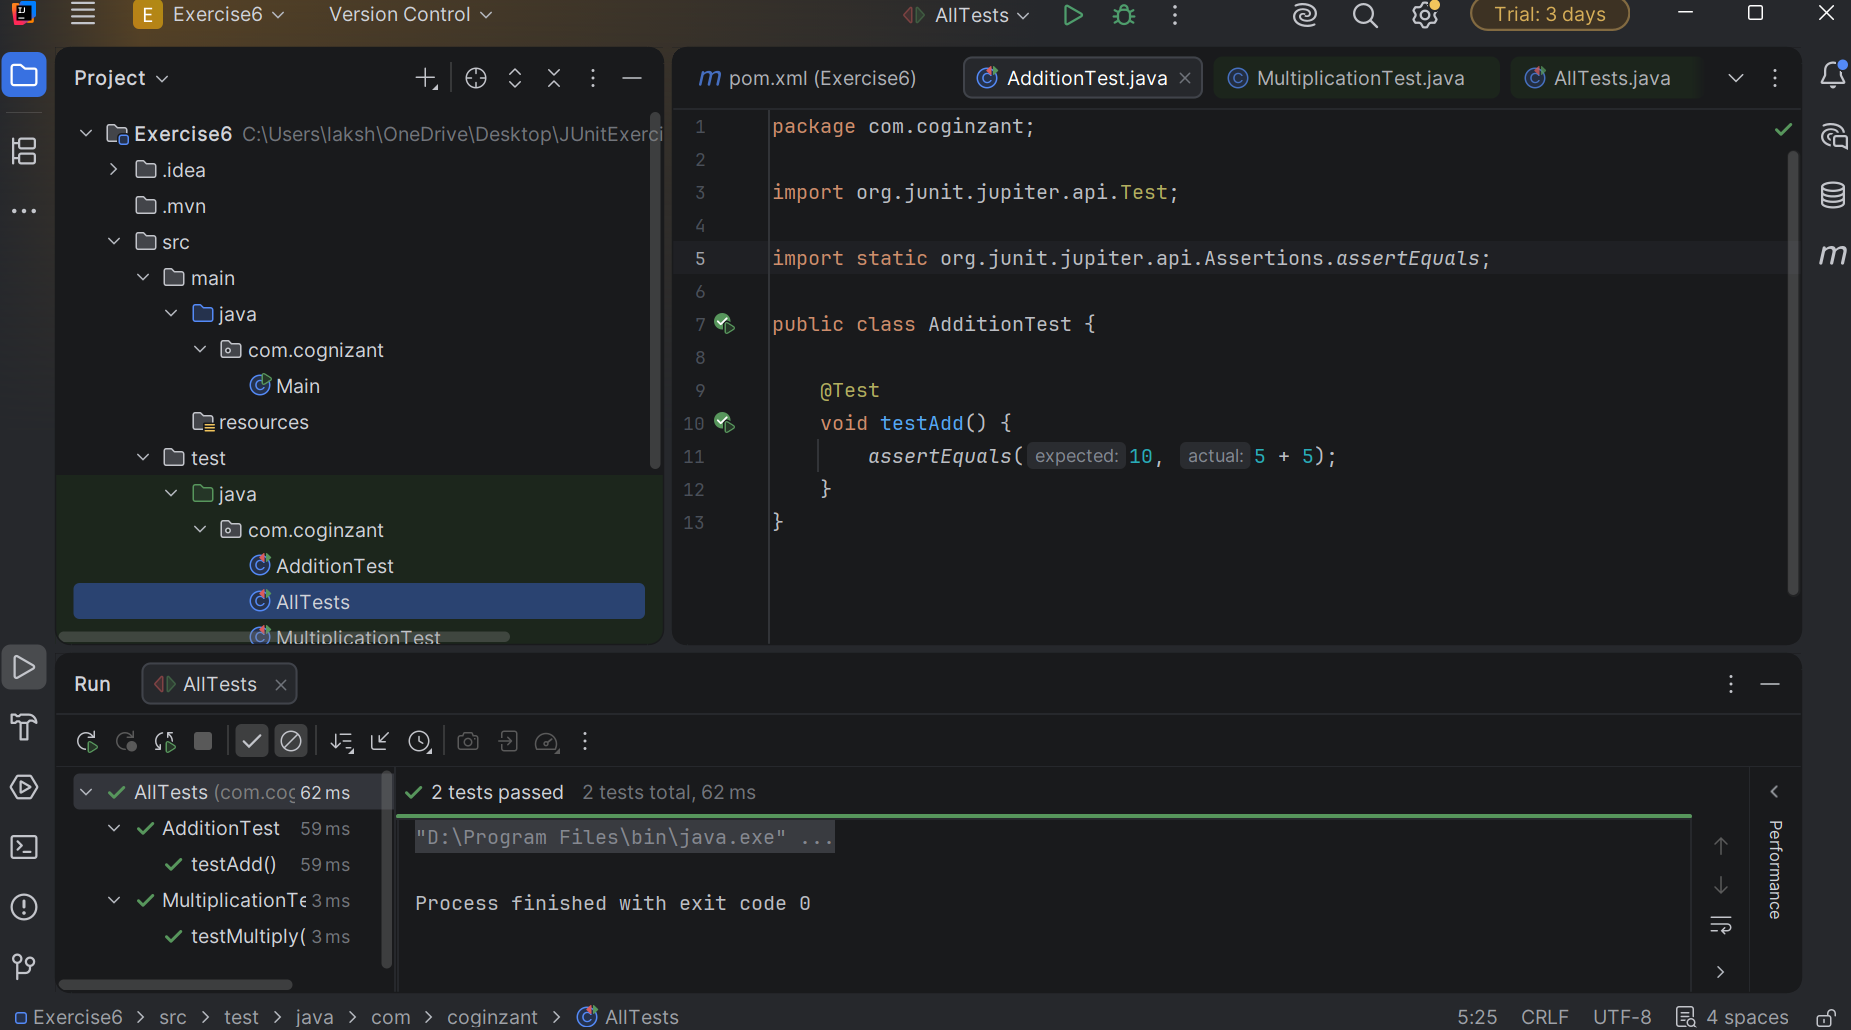 E Exercise6 Version Control AllTests Trial: 3 days
Project
Exercise6 C:\Users\laksh\OneDrive\Desktop\JUnitExerci
.idea
.mvn
src
main
java
com.cognizant
Main
resources
test
java
com.coginzant
AdditionTest
AllTests
MultiplicationTest
pom.xml (Exercise6) AdditionTest.java MultiplicationTest.java AllTests.java
1 package com.coginzant;
2
3 import org.junit.jupiter.api.Test;
4
5 import static org.junit.jupiter.api.Assertions.assertEquals;
6
7 public class AdditionTest {
8
9 @Test
10 void testAdd() {
11 assertEquals( expected: 10, actual: 5 + 5);
12 }
13 }
Run AllTests
AllTests (com.cog 62 ms
AdditionTest 59 ms
testAdd() 59 ms
MultiplicationTe 3 ms
testMultiply( 3 ms
2 tests passed 2 tests total, 62 ms
"D:\Program Files\bin\java.exe" ...
Process finished with exit code 0
Performance
Exercise6 > src > test > java > com > coginzant > AllTests 5:25 CRLF UTF-8 4 spaces